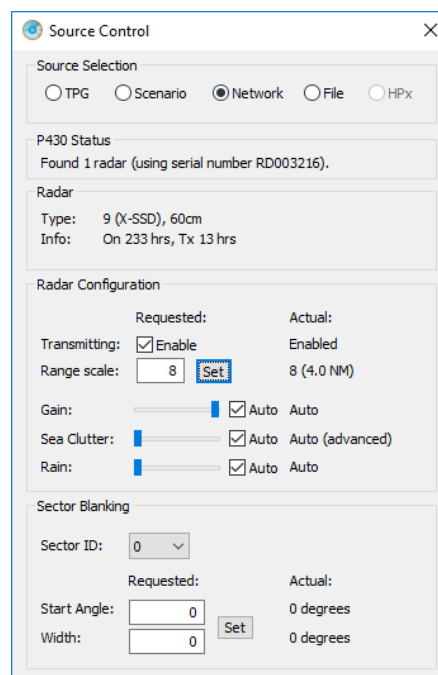 Source Control
Source Selection
TPG Scenario Network File HPx
P430 Status
Found 1 radar (using serial number RD003216).
Radar
Type: 9 (X-SSD), 60cm
Info: On 233 hrs, Tx 13 hrs
Radar Configuration
Requested: Actual:
Transmitting: Enable Enabled
Range scale: 8 Set 8 (4.0 NM)
Gain: Auto Auto
Sea Clutter: Auto Auto (advanced)
Rain: Auto Auto
Sector Blanking
Sector ID: 0
Requested: Actual:
Start Angle: 0 0 degrees
Set
Width: 0 0 degrees